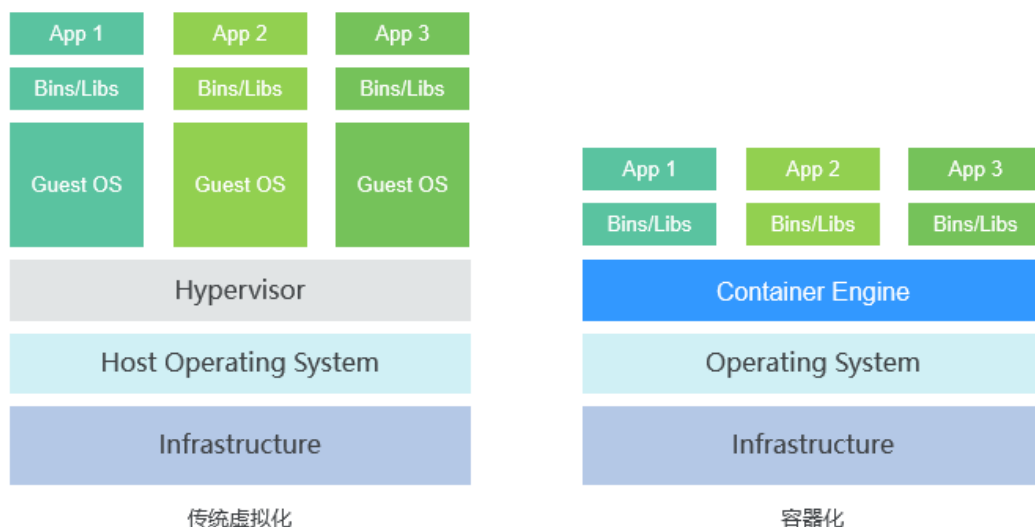 App 1
App 2
App 3
Bins/Libs
Bins/Libs
Bins/Libs
Guest OS
Guest OS
Guest OS
Hypervisor
Host Operating System
Infrastructure
传统虚拟化
App 1
App 2
App 3
Bins/Libs
Bins/Libs
Bins/Libs
Container Engine
Operating System
Infrastructure
容器化